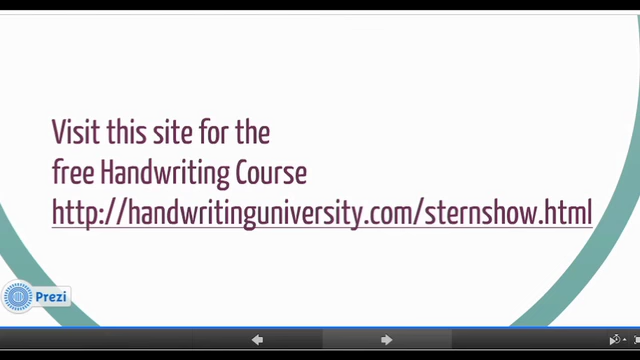 Visit this site for the
free Handwriting Course
http://handwritinguniversity.com/sternshow.html
Prezi